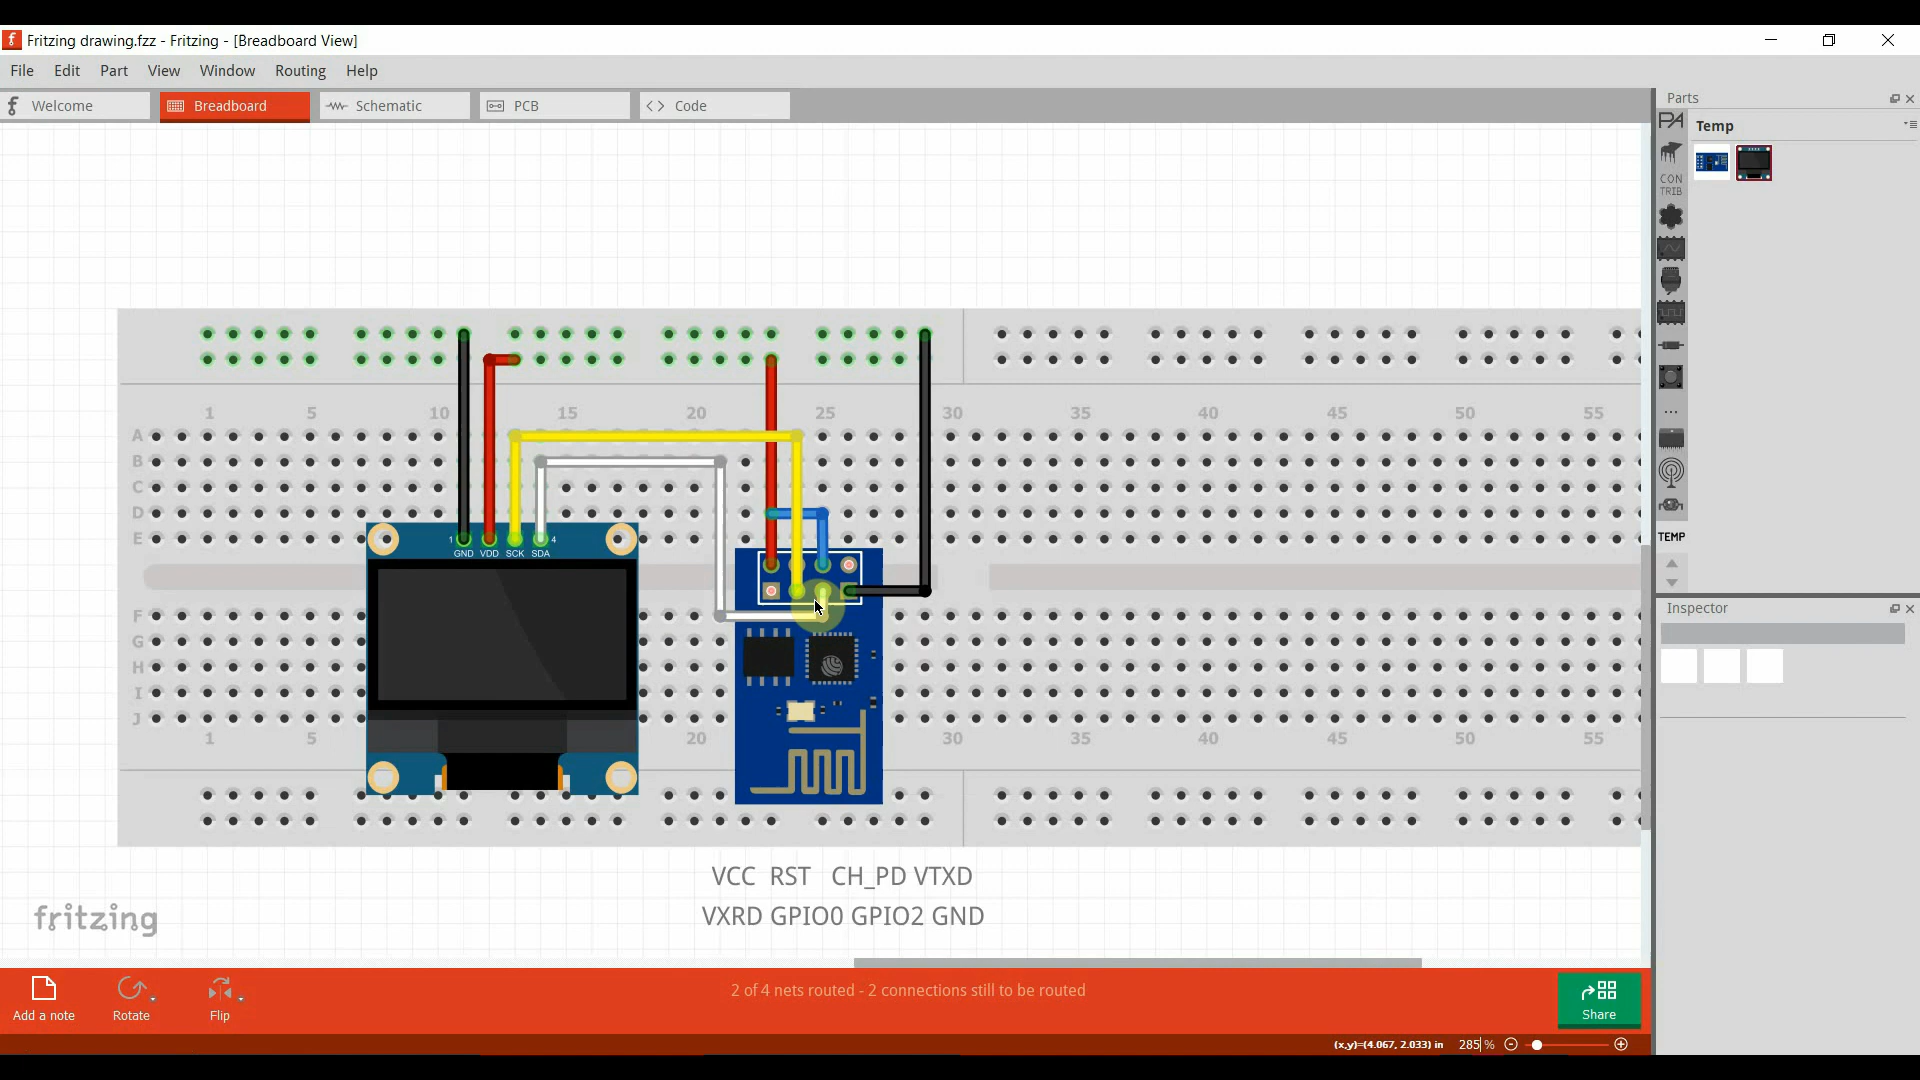 Fritzing drawing.fzz - Fritzing - [Breadboard View]
File Edit Part View Window Routing Help
Welcome Breadboard Schematic PCB Code
Parts
Temp
CON
TRIB
TEMP
Inspector
1 5 10 15 20 25 30 35 40 45 50 55
A
B
C
D
E
1 4
GND VDD SCK SDA
F
G
H
I
J
1 5 20 30 35 40 45 50 55
VCC RST CH_PD VTXD
VXRD GPIO0 GPIO2 GND
fritzing
2 of 4 nets routed - 2 connections still to be routed
Add a note Rotate Flip Share
(x,y)=(4.067, 2.033) in 285 %